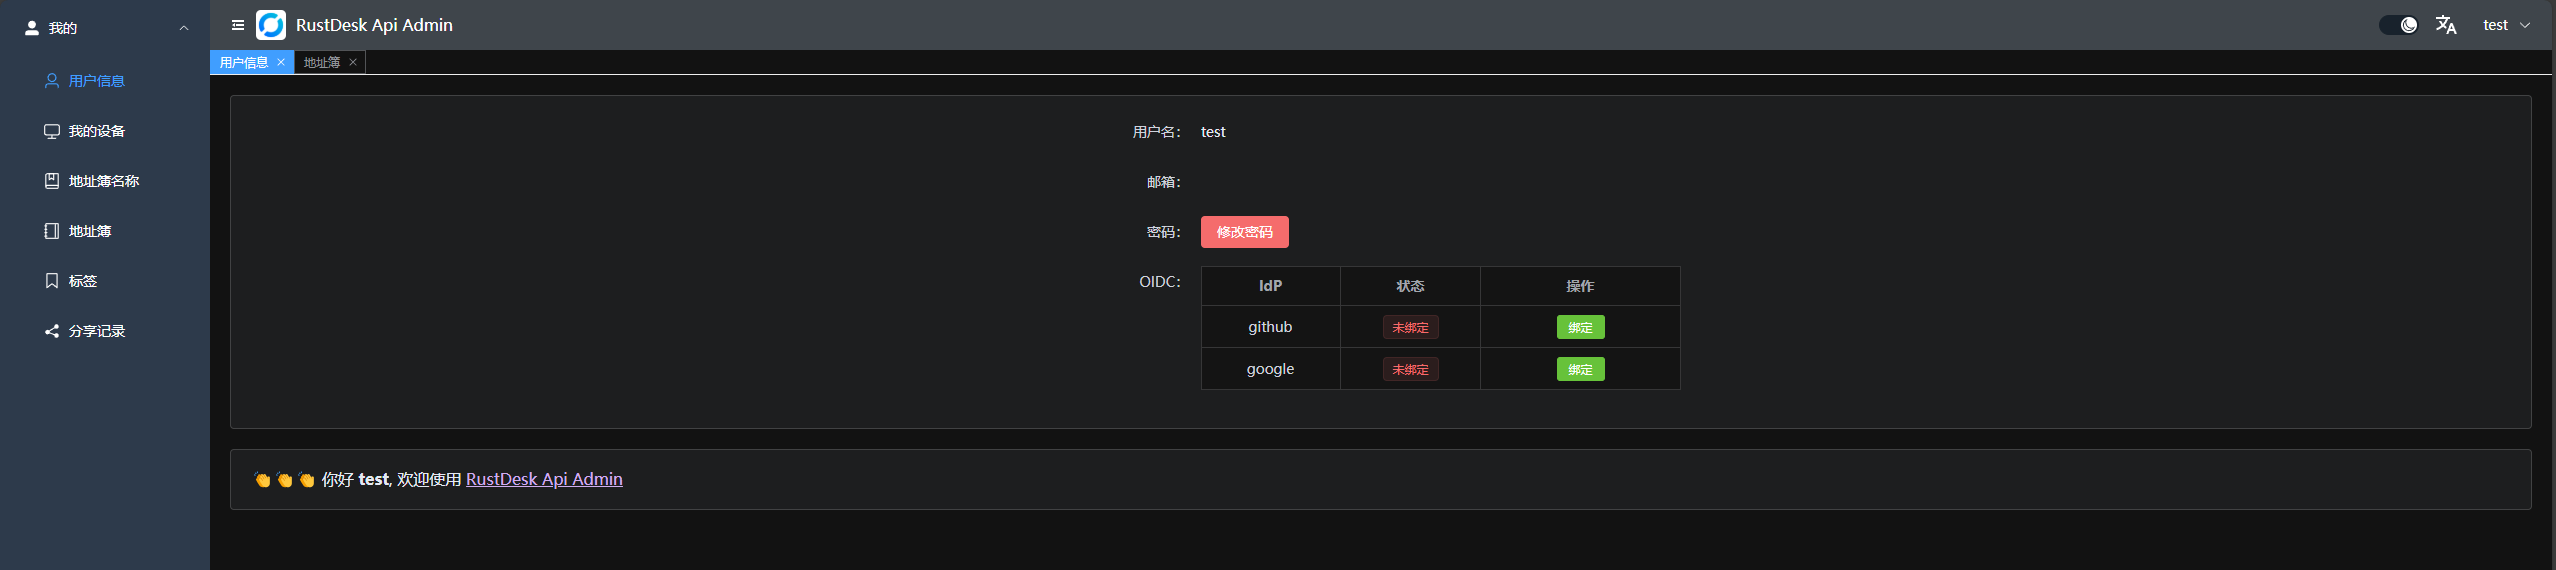 我的
用户信息
我的设备
地址簿名称
地址簿
标签
分享记录
RustDesk Api Admin
test
用户信息 地址簿
用户名： test
邮箱：
密码： 修改密码
OIDC：
IdP 状态 操作
github 未绑定 绑定
google 未绑定 绑定
👏👏👏 你好 test, 欢迎使用 RustDesk Api Admin